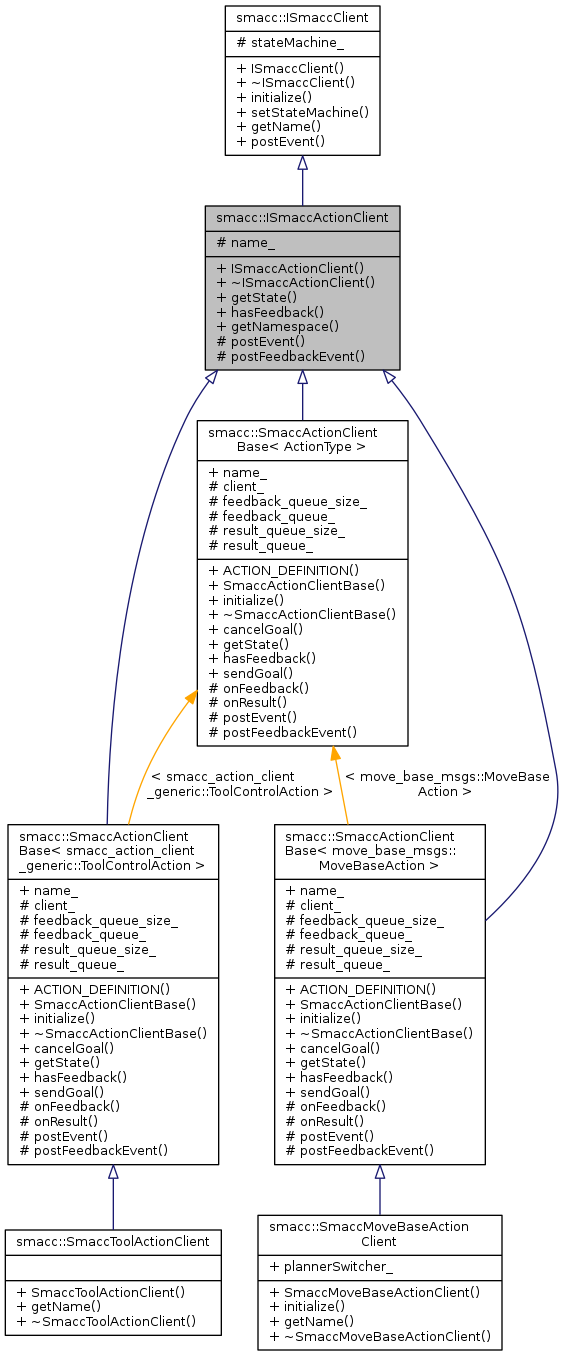 smacc::ISmaccClient
# stateMachine_
+ ISmaccClient()
+ ~ISmaccClient()
+ initialize()
+ setStateMachine()
+ getName()
+ postEvent()
smacc::ISmaccActionClient
# name_
+ ISmaccActionClient()
+ ~ISmaccActionClient()
+ getState()
+ hasFeedback()
+ getNamespace()
# postEvent()
# postFeedbackEvent()
smacc::SmaccActionClient
Base< ActionType >
+ name_
# client_
# feedback_queue_size_
# feedback_queue_
# result_queue_size_
# result_queue_
+ ACTION_DEFINITION()
+ SmaccActionClientBase()
+ initialize()
+ ~SmaccActionClientBase()
+ cancelGoal()
+ getState()
+ hasFeedback()
+ sendGoal()
# onFeedback()
# onResult()
# postEvent()
# postFeedbackEvent()
< smacc_action_client
_generic::ToolControlAction >
< move_base_msgs::MoveBase
Action >
smacc::SmaccActionClient
Base< smacc_action_client
_generic::ToolControlAction >
+ name_
# client_
# feedback_queue_size_
# feedback_queue_
# result_queue_size_
# result_queue_
+ ACTION_DEFINITION()
+ SmaccActionClientBase()
+ initialize()
+ ~SmaccActionClientBase()
+ cancelGoal()
+ getState()
+ hasFeedback()
+ sendGoal()
# onFeedback()
# onResult()
# postEvent()
# postFeedbackEvent()
smacc::SmaccActionClient
Base< move_base_msgs::
MoveBaseAction >
+ name_
# client_
# feedback_queue_size_
# feedback_queue_
# result_queue_size_
# result_queue_
+ ACTION_DEFINITION()
+ SmaccActionClientBase()
+ initialize()
+ ~SmaccActionClientBase()
+ cancelGoal()
+ getState()
+ hasFeedback()
+ sendGoal()
# onFeedback()
# onResult()
# postEvent()
# postFeedbackEvent()
smacc::SmaccToolActionClient
+ SmaccToolActionClient()
+ getName()
+ ~SmaccToolActionClient()
smacc::SmaccMoveBaseAction
Client
+ plannerSwitcher_
+ SmaccMoveBaseActionClient()
+ initialize()
+ getName()
+ ~SmaccMoveBaseActionClient()